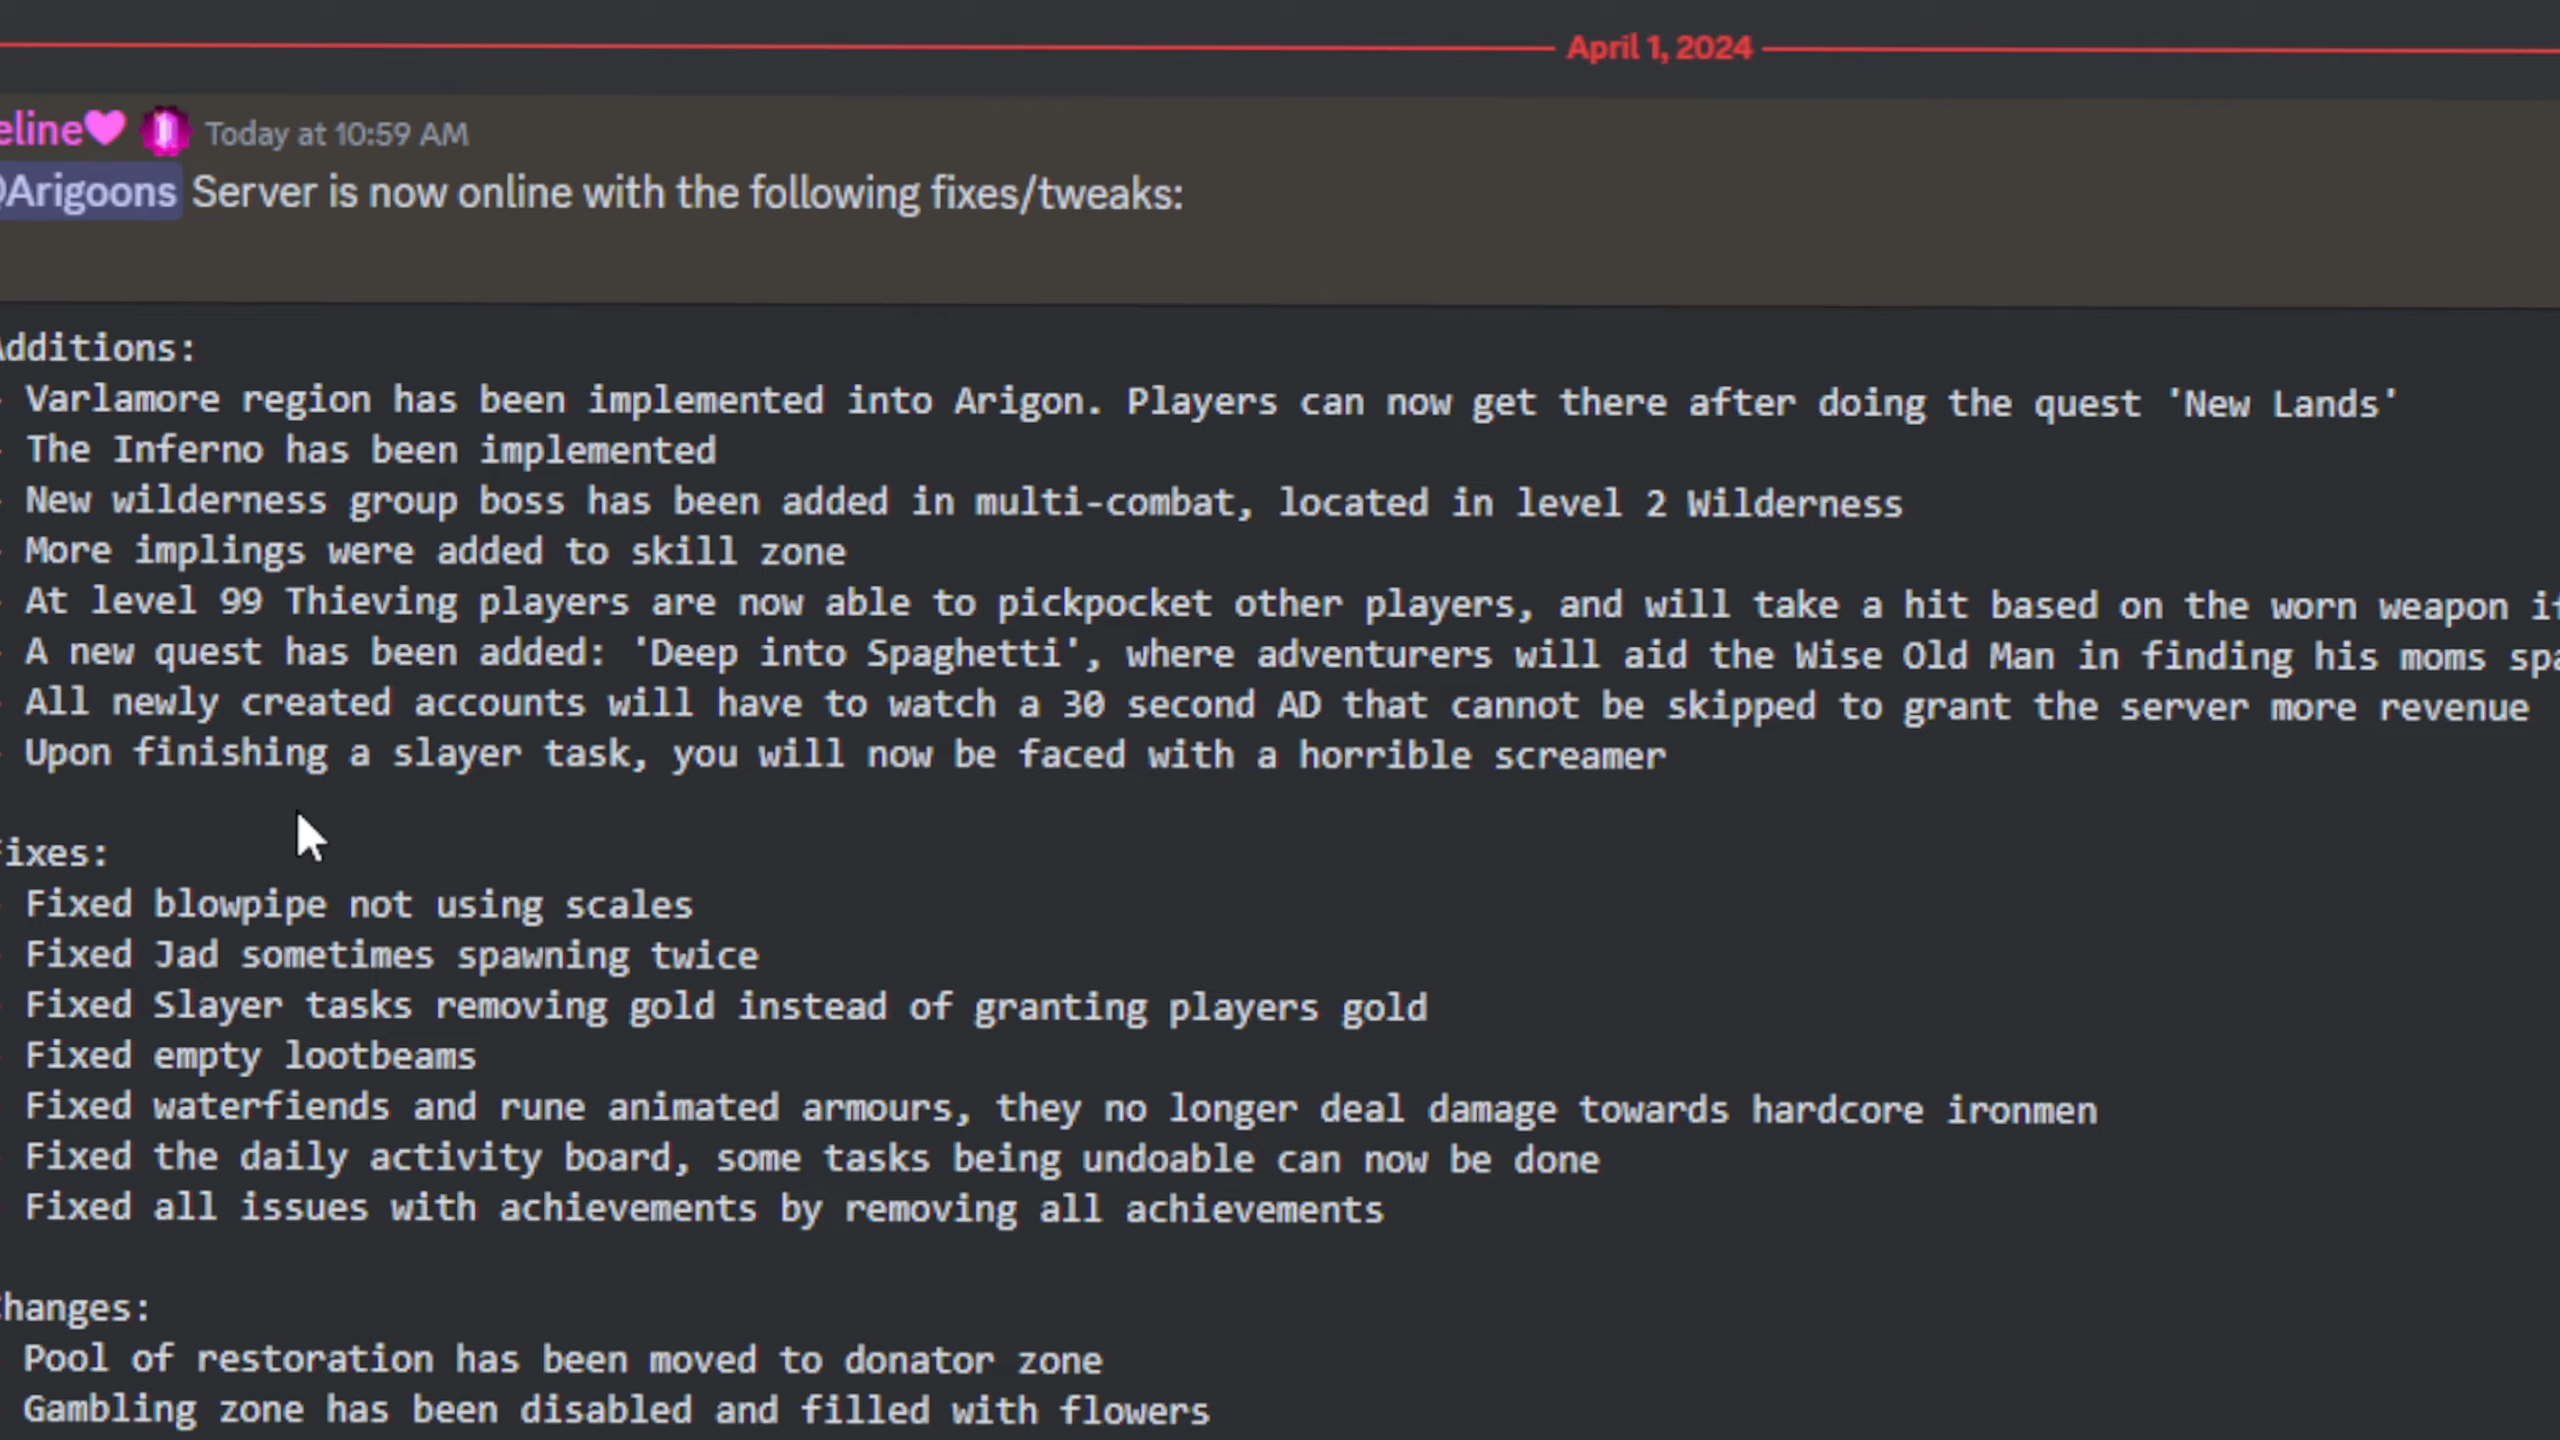 April 1, 2024
eline Today at 10:59 AM
@Arigoons Server is now online with the following fixes/tweaks:
Additions:
- Varlamore region has been implemented into Arigon. Players can now get there after doing the quest 'New Lands'
- The Inferno has been implemented
- New wilderness group boss has been added in multi-combat, located in level 2 Wilderness
- More implings were added to skill zone
- At level 99 Thieving players are now able to pickpocket other players, and will take a hit based on the worn weapon if
- A new quest has been added: 'Deep into Spaghetti', where adventurers will aid the Wise Old Man in finding his moms spa
- All newly created accounts will have to watch a 30 second AD that cannot be skipped to grant the server more revenue
- Upon finishing a slayer task, you will now be faced with a horrible screamer
Fixes:
Fixed blowpipe not using scales
Fixed Jad sometimes spawning twice
Fixed Slayer tasks removing gold instead of granting players gold
Fixed empty lootbeams
Fixed waterfiends and rune animated armours, they no longer deal damage towards hardcore ironmen
Fixed the daily activity board, some tasks being undoable can now be done
Fixed all issues with achievements by removing all achievements
Changes:
Pool of restoration has been moved to donator zone
Gambling zone has been disabled and filled with flowers